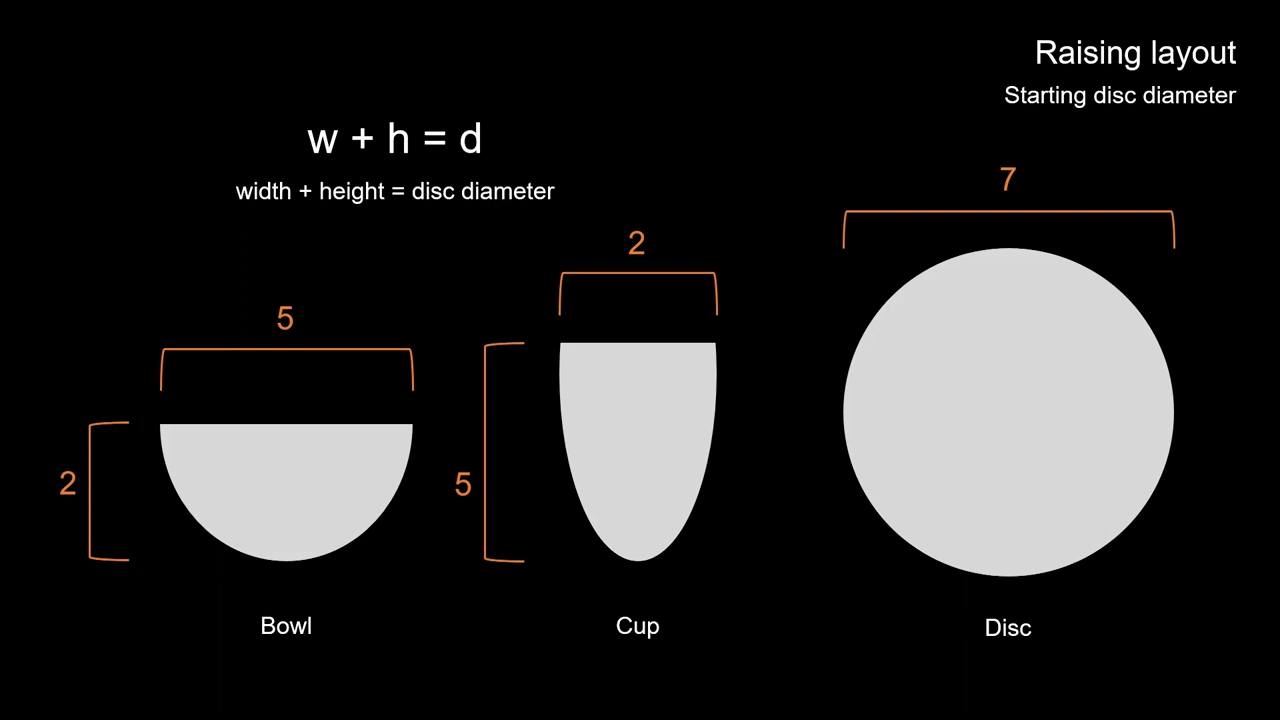 Raising layout
Starting disc diameter
w + h = d
width + height = disc diameter
7
2
5
2
5
Bowl
Cup
Disc